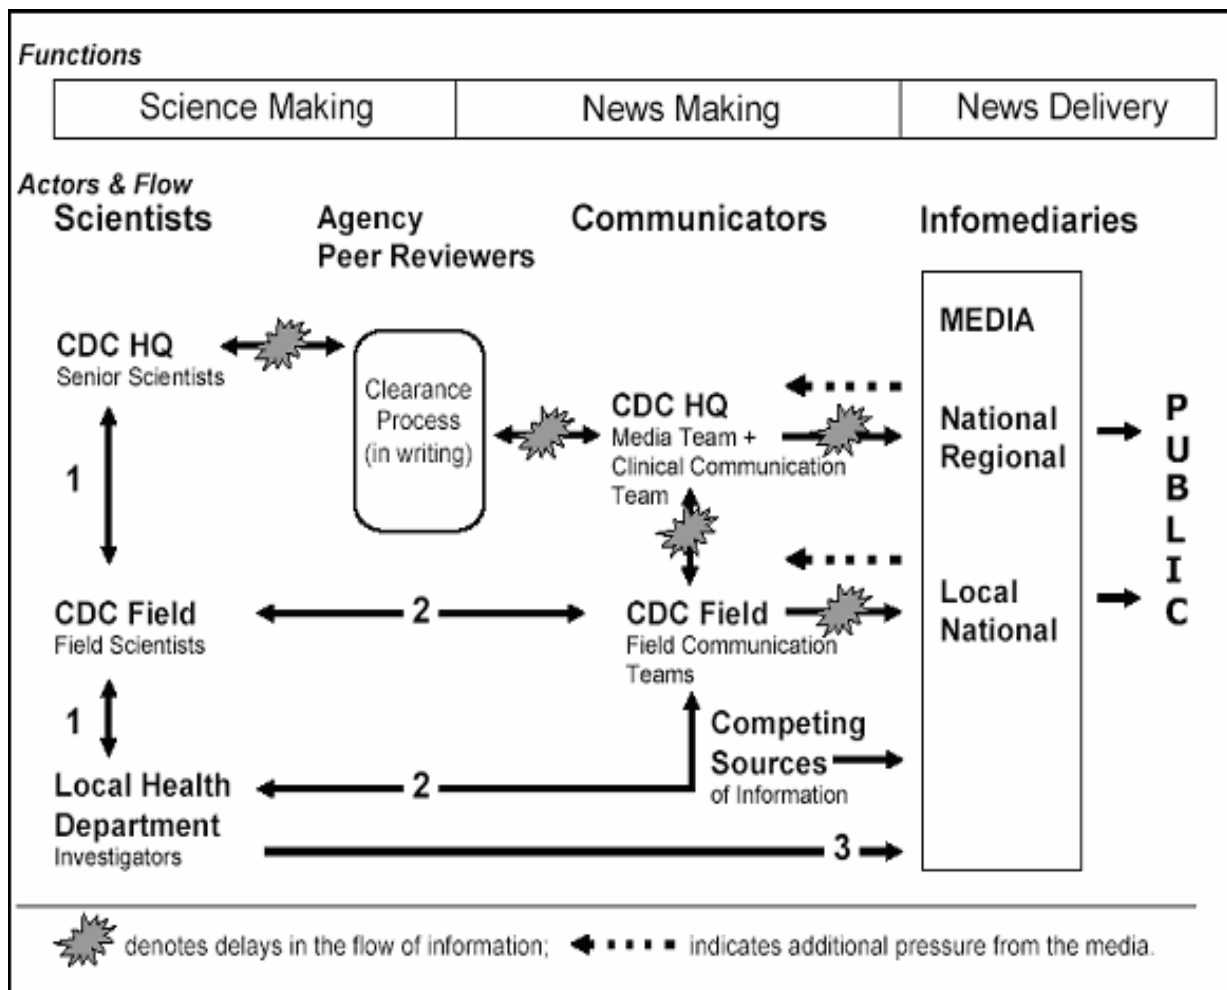 Functions
Science Making
News Making
News Delivery
Actors & Flow
Scientists
Agency
Peer Reviewers
Communicators
Infomediaries
CDC HQ
Senior Scientists
Clearance
Process
(in writing)
CDC HQ
Media Team +
Clinical Communication
Team
MEDIA
National
Regional
Local
National
P
U
B
L
I
C
1
CDC Field
Field Scientists
2
CDC Field
Field Communication
Teams
1
Local Health
Department
Investigators
2
Competing
Sources
of Information
3
denotes delays in the flow of information;
indicates additional pressure from the media.